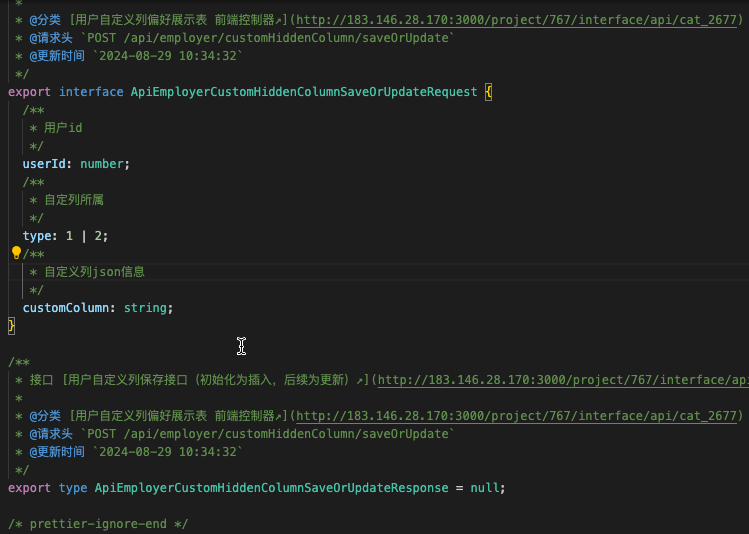 *
* @分类 [用户自定义列偏好展示表 前端控制器↗](http://183.146.28.170:3000/project/767/interface/api/cat_2677)
* @请求头 `POST /api/employer/customHiddenColumn/saveOrUpdate`
* @更新时间 `2024-08-29 10:34:32`
*/
export interface ApiEmployerCustomHiddenColumnSaveOrUpdateRequest {
/**
* 用户id
*/
userId: number;
/**
* 自定列所属
*/
type: 1 | 2;
/**
* 自定义列json信息
*/
customColumn: string;
}
/**
* 接口 [用户自定义列保存接口（初始化为插入，后续为更新）↗](http://183.146.28.170:3000/project/767/interface/api
*
* @分类 [用户自定义列偏好展示表 前端控制器↗](http://183.146.28.170:3000/project/767/interface/api/cat_2677)
* @请求头 `POST /api/employer/customHiddenColumn/saveOrUpdate`
* @更新时间 `2024-08-29 10:34:32`
*/
export type ApiEmployerCustomHiddenColumnSaveOrUpdateResponse = null;
/* prettier-ignore-end */